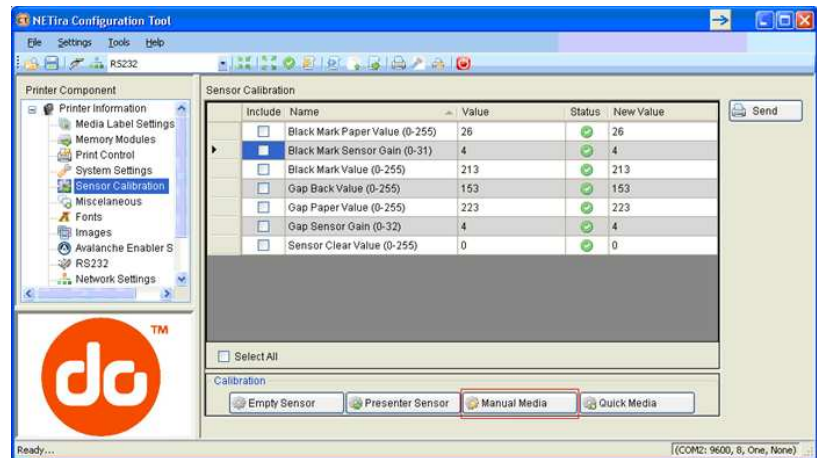 NETira Configuration Tool
File Settings Tools Help
RS232
Printer Component
Printer Information
Media Label Settings
Memory Modules
Print Control
System Settings
Sensor Calibration
Miscellaneous
Fonts
Images
Avalanche Enabler S
RS232
Network Settings
TM
do
Sensor Calibration
Include Name Value Status New Value
Black Mark Paper Value (0-255) 26 26
Black Mark Sensor Gain (0-31) 4 4
Black Mark Value (0-255) 213 213
Gap Back Value (0-255) 153 153
Gap Paper Value (0-255) 223 223
Gap Sensor Gain (0-32) 4 4
Sensor Clear Value (0-255) 0 0
Select All
Calibration
Empty Sensor Presenter Sensor Manual Media Quick Media
Send
Ready... ((COM2: 9600, 8, One, None)